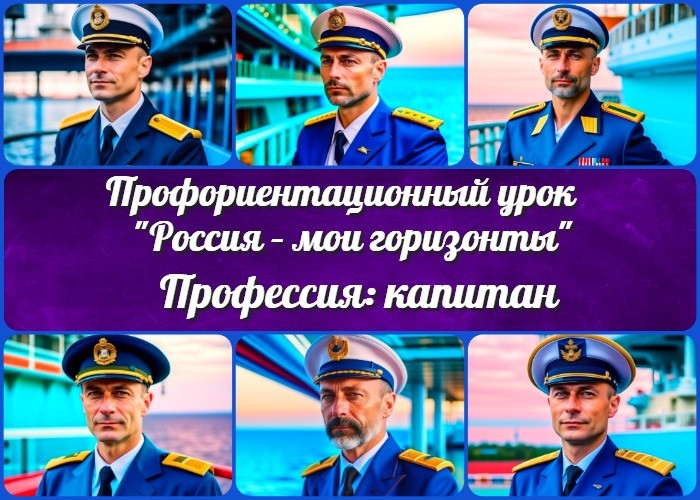 Профориентационный урок
"Россия – мои горизонты"
Профессия: капитан